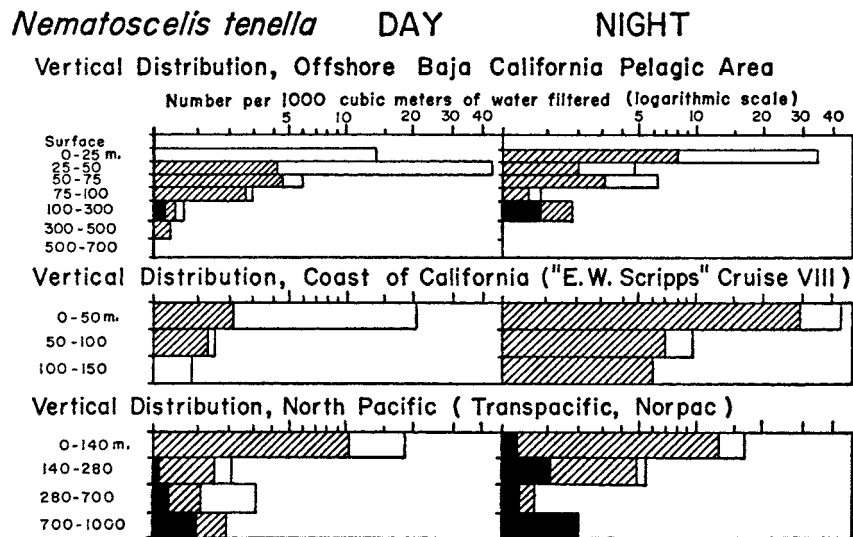 Nematoscelis tenella DAY NIGHT
Vertical Distribution, Offshore Baja California Pelagic Area
Number per 1000 cubic meters of water filtered (logarithmic scale)
5 10 20 30 40 5 10 20 30 40
Surface
0-25 m.
25-50
50-75
75-100
100-300
300-500
500-700
Vertical Distribution, Coast of California ("E.W. Scripps" Cruise VIII)
0-50m.
50-100
100-150
Vertical Distribution, North Pacific (Transpacific, Norpac)
0-140 m.
140-280
280-700
700-1000